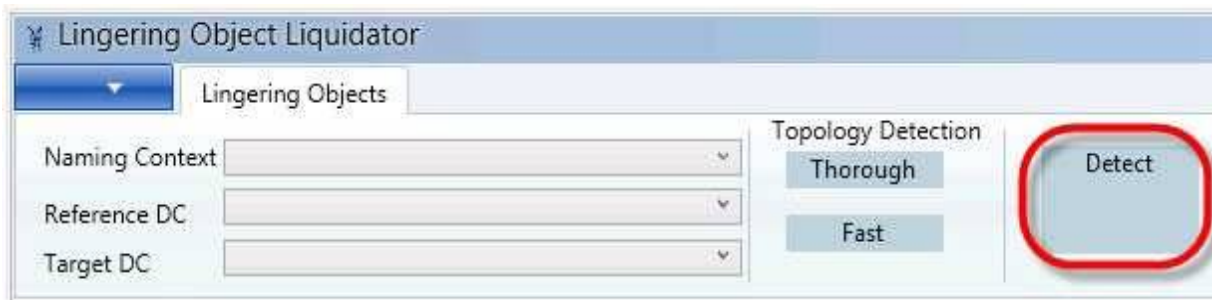 Lingering Object Liquidator
Lingering Objects
Naming Context
Reference DC
Target DC
Topology Detection
Thorough
Fast
Detect